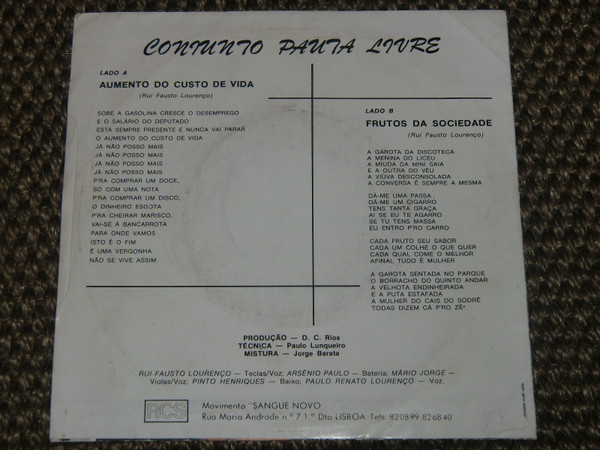 CONJUNTO PAUTA LIVRE
LADO A
AUMENTO DO CUSTO DE VIDA
(Rui Fausto Lourenço)
SOBE A GASOLINA CRESCE O DESEMPREGO
E O SALÁRIO DO DEPUTADO
ESTÁ SEMPRE PRESENTE E NUNCA VAI PARAR
O AUMENTO DO CUSTO DE VIDA
JÁ NÃO POSSO MAIS
JÁ NÃO POSSO MAIS
JÁ NÃO POSSO MAIS
JÁ NÃO POSSO MAIS
P'RA COMPRAR UM DOCE,
SÓ COM UMA NOTA
P'RA COMPRAR UM DISCO,
O DINHEIRO ESGOTA
P'RA CHEIRAR MARISCO,
VAI-SE À BANCARROTA
PARA ONDE VAMOS
ISTO É O FIM
É UMA VERGONHA
NÃO SE VIVE ASSIM
LADO B
FRUTOS DA SOCIEDADE
(Rui Fausto Lourenço)
A GAROTA DA DISCOTECA
A MENINA DO LICEU
A MIÚDA DA MINI SAIA
E A OUTRA DO VÉU
A VIÚVA DESCONSOLADA
A CONVERSA É SEMPRE A MESMA
DÁ-ME UMA PASSA
DÁ-ME UM CIGARRO
TENS TANTA GRAÇA
AI SE EU TE AGARRO
SE TU TENS MASSA
EU ENTRO P'RO CARRO
CADA FRUTO SEU SABOR
CADA UM COLHE O QUE QUER
CADA QUAL COME O MELHOR
AFINAL TUDO É MULHER
A GAROTA SENTADA NO PARQUE
O BORRACHO DO QUINTO ANDAR
A VELHOTA ENDINHEIRADA
E A PUTA ESTAFADA
A MULHER DO CAIS DO SODRÉ
TODAS DIZEM CÁ P'RO ZÉ"
PRODUÇÃO — D. C. Rios
TÉCNICA — Paulo Lunqueiro
MISTURA — Jorge Barata
RUI FAUSTO LOURENÇO — Teclas/Voz; ARSÉNIO PAULO — Bateria; MÁRIO JORGE —
Violas/Voz; PINTO HENRIQUES — Baixo; PAULO RENATO LOURENÇO — Voz.
RCS
Movimento "SANGUE NOVO
Rua Maria Andrade nº 7 1.º Dto LISBOA Tefs. 820899-826840